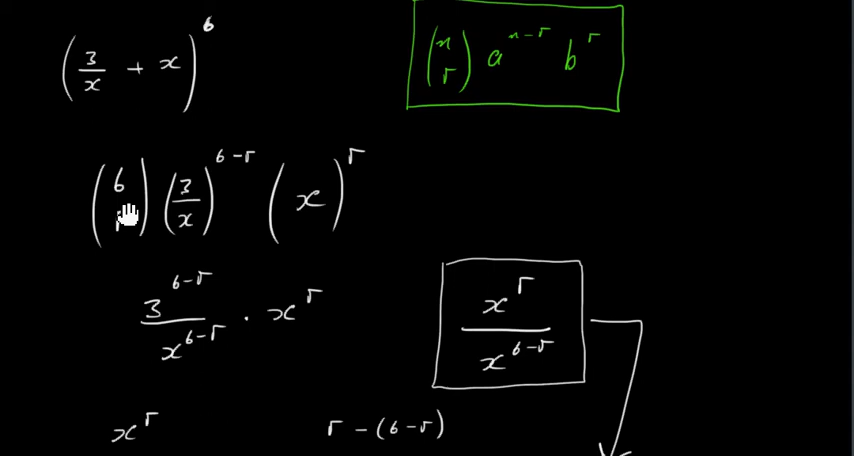 (3/x + x)^6
(n r) a^(n-r) b^r
(6 r) (3/x)^(6-r) (x)^r
3^(6-r)/x^(6-r) · x^r
x^r/x^(6-r)
x^r
r - (6-r)